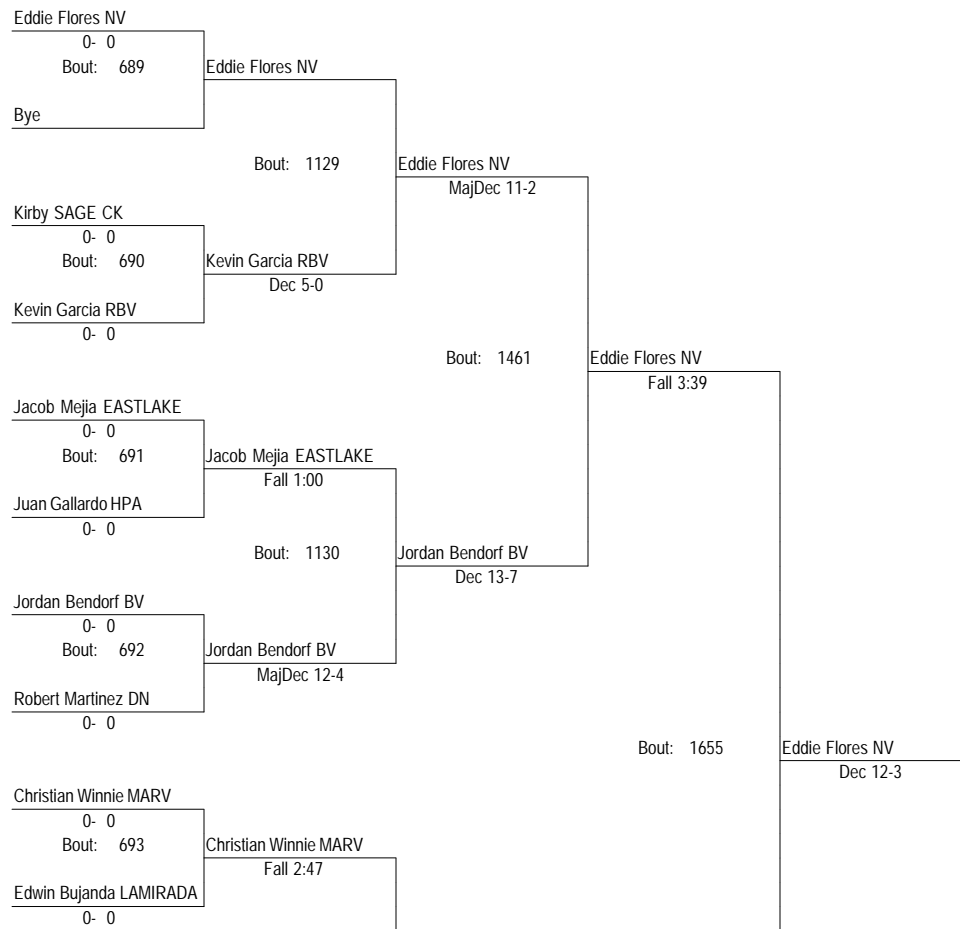 Eddie Flores NV
0- 0
Bout: 689
Eddie Flores NV
Bye
Bout: 1129
Eddie Flores NV
MajDec 11-2
Kirby SAGE CK
0- 0
Bout: 690
Kevin Garcia RBV
Dec 5-0
Kevin Garcia RBV
0- 0
Bout: 1461
Eddie Flores NV
Fall 3:39
Jacob Mejia EASTLAKE
0- 0
Bout: 691
Jacob Mejia EASTLAKE
Fall 1:00
Juan Gallardo HPA
0- 0
Bout: 1130
Jordan Bendorf BV
Dec 13-7
Jordan Bendorf BV
0- 0
Bout: 692
Jordan Bendorf BV
MajDec 12-4
Robert Martinez DN
0- 0
Bout: 1655
Eddie Flores NV
Dec 12-3
Christian Winnie MARV
0- 0
Bout: 693
Christian Winnie MARV
Fall 2:47
Edwin Bujanda LAMIRADA
0- 0